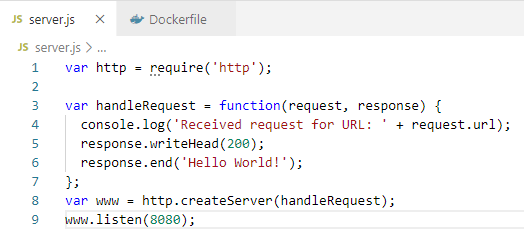 JS server.js × Dockerfile
JS server.js > ...
1 var http = require('http');
2
3 var handleRequest = function(request, response) {
4 console.log('Received request for URL: ' + request.url);
5 response.writeHead(200);
6 response.end('Hello World!');
7 };
8 var www = http.createServer(handleRequest);
9 www.listen(8080);